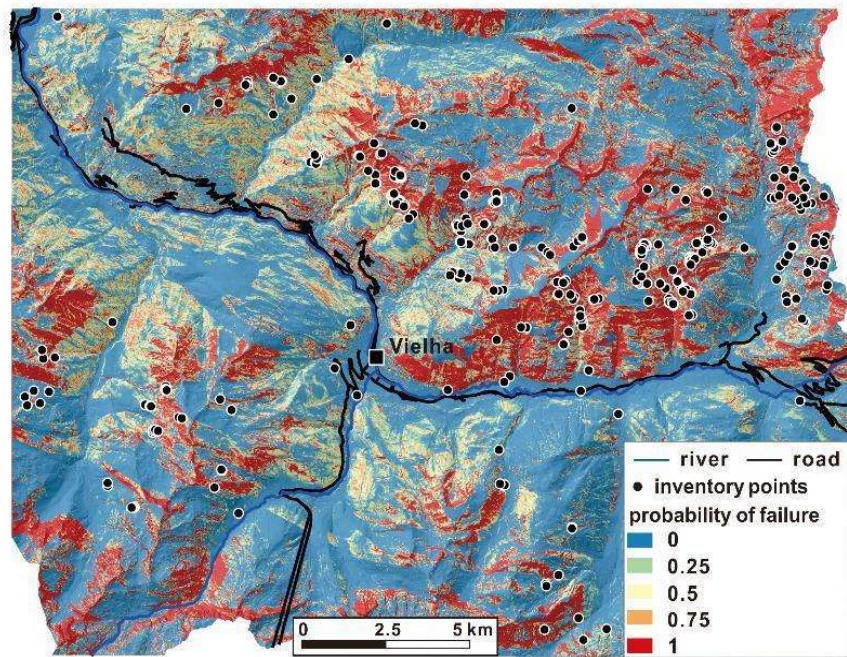 Vielha
river road
inventory points
probability of failure
0
0.25
0.5
0.75
1
0 2.5 5 km